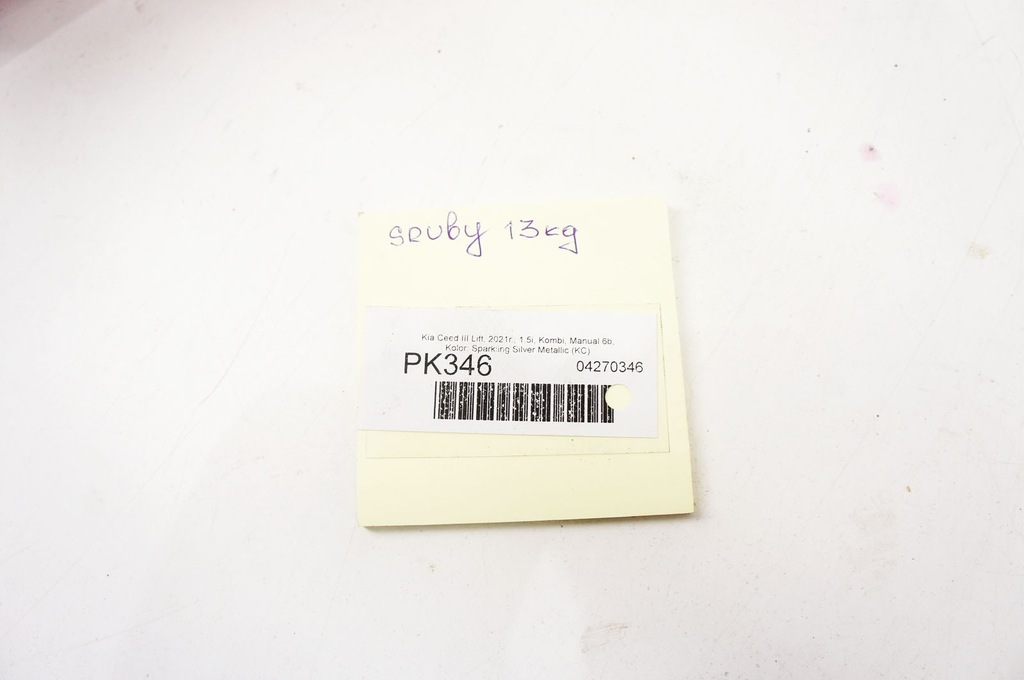 sruby 13kg
Kia Ceed III Lift, 2021r., 1.5i, Kombi, Manual 6b,
Kolor: Sparkling Silver Metallic (KC)
PK346 04270346